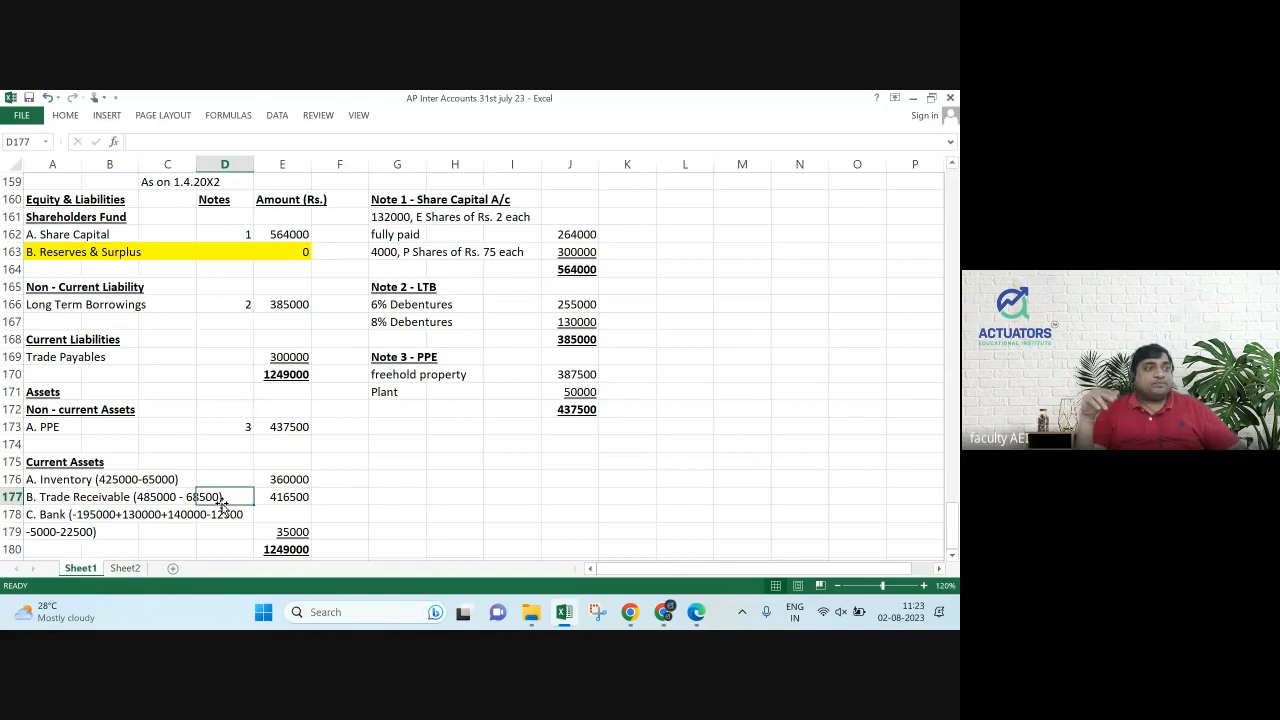 AP Inter Accounts 31st july 23 - Excel
?
FILE HOME INSERT PAGE LAYOUT FORMULAS DATA REVIEW VIEW Sign in
D177 fx
A B C D E F G H I J K L M N O P
159 As on 1.4.20X2
160 Equity & Liabilities Notes Amount (Rs.) Note 1 - Share Capital A/c
161 Shareholders Fund 132000, E Shares of Rs. 2 each
162 A. Share Capital 1 564000 fully paid 264000
163 B. Reserves & Surplus 0 4000, P Shares of Rs. 75 each 300000
164 564000
165 Non - Current Liability Note 2 - LTB
166 Long Term Borrowings 2 385000 6% Debentures 255000
167 8% Debentures 130000
168 Current Liabilities 385000
169 Trade Payables 300000 Note 3 - PPE
170 1249000 freehold property 387500
171 Assets Plant 50000
172 Non - current Assets 437500
173 A. PPE 3 437500
174
175 Current Assets
176 A. Inventory (425000-65000) 360000
177 B. Trade Receivable (485000 - 68500) 416500
178 C. Bank (-195000+130000+140000-12500
179 -5000-22500) 35000
180 1249000
Sheet1 Sheet2
READY 120%
28°C
Mostly cloudy
Search
ENG
IN
11:23
02-08-2023
ACTUATORS
EDUCATIONAL INSTITUTE
faculty AEI